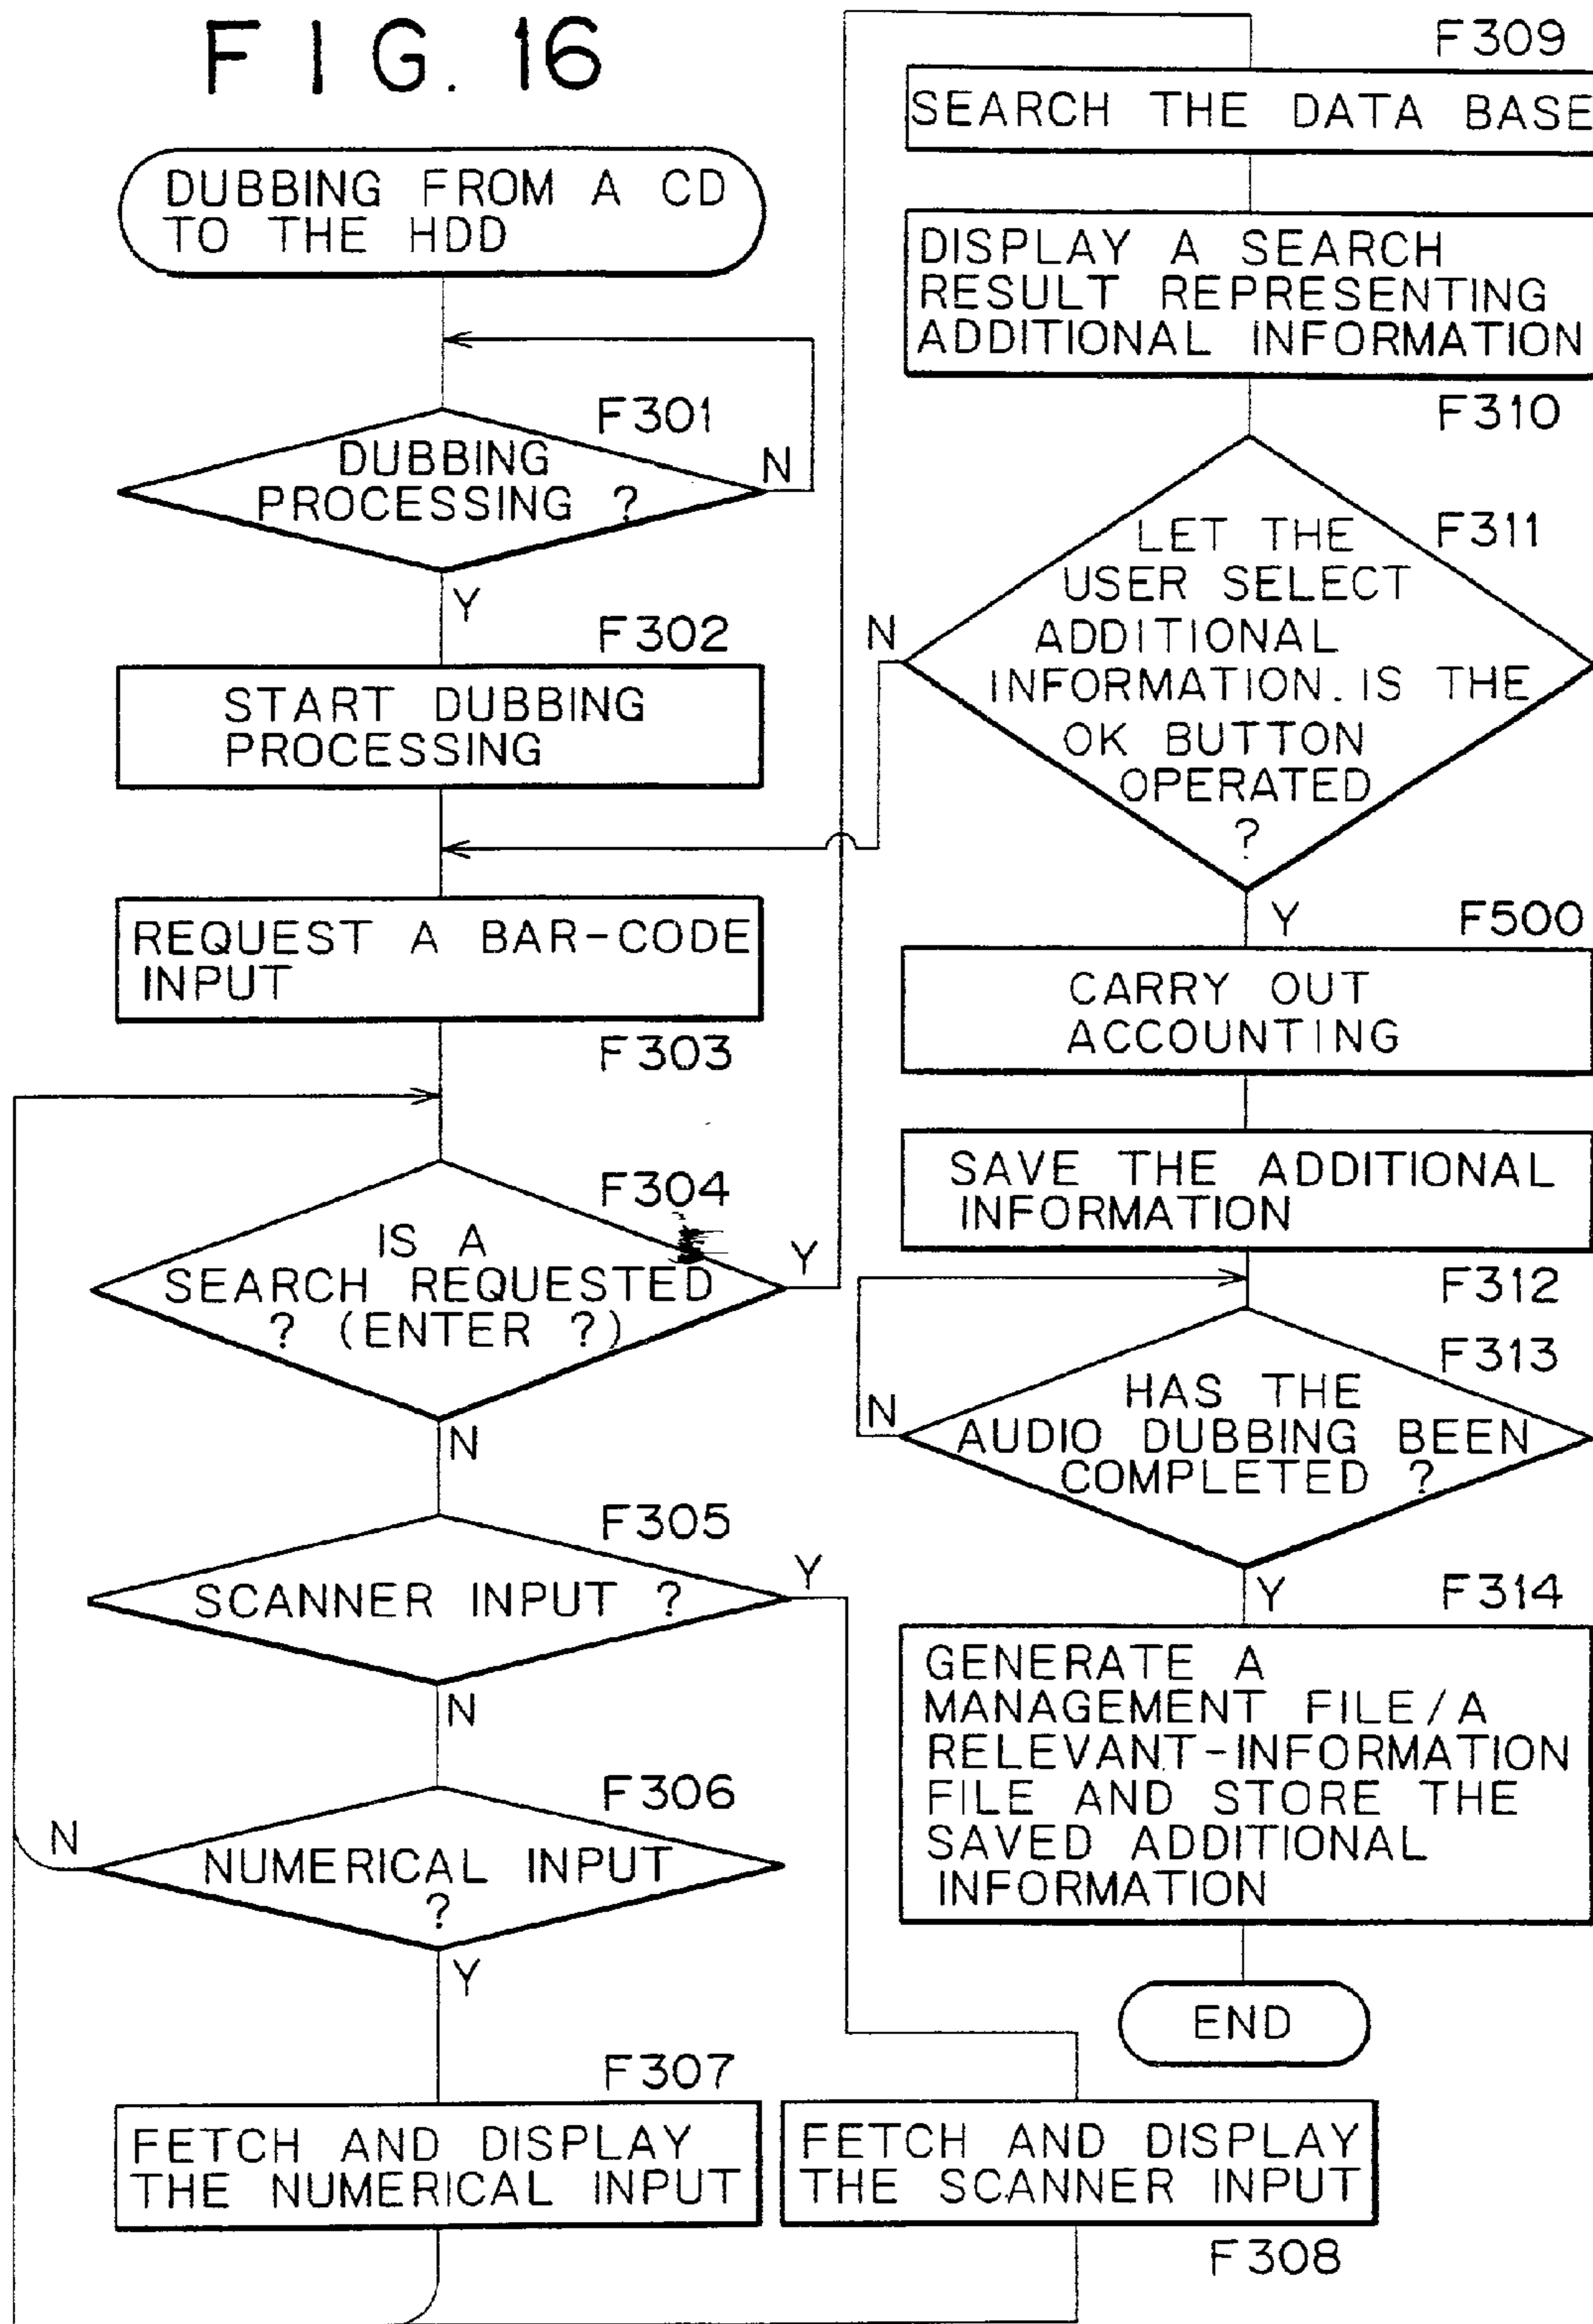 FIG. 16
DUBBING FROM A CD
TO THE HDD
F301
DUBBING
PROCESSING ?
N
Y
F302
START DUBBING
PROCESSING
REQUEST A BAR-CODE
INPUT
F303
F304
IS A
SEARCH REQUESTED
? (ENTER ?)
Y
N
F305
SCANNER INPUT ?
Y
N
F306
NUMERICAL INPUT
?
N
Y
F307
FETCH AND DISPLAY
THE NUMERICAL INPUT
FETCH AND DISPLAY
THE SCANNER INPUT
F308
F309
SEARCH THE DATA BASE
DISPLAY A SEARCH
RESULT REPRESENTING
ADDITIONAL INFORMATION
F310
F311
LET THE
USER SELECT
ADDITIONAL
INFORMATION. IS THE
OK BUTTON
OPERATED
?
N
Y
F500
CARRY OUT
ACCOUNTING
SAVE THE ADDITIONAL
INFORMATION
F312
F313
HAS THE
AUDIO DUBBING BEEN
COMPLETED ?
N
Y
F314
GENERATE A
MANAGEMENT FILE/A
RELEVANT-INFORMATION
FILE AND STORE THE
SAVED ADDITIONAL
INFORMATION
END